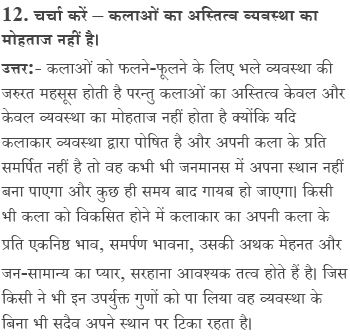 12. चर्चा करें – कलाओं का अस्तित्व व्यवस्था का
मोहताज नहीं है।
उत्तर:- कलाओं को फलने-फूलने के लिए भले व्यवस्था की
जरुरत महसूस होती है परन्तु कलाओं का अस्तित्व केवल और
केवल व्यवस्था का मोहताज नहीं होता है क्योंकि यदि
कलाकार व्यवस्था द्वारा पोषित है और अपनी कला के प्रति
समर्पित नहीं है तो वह कभी भी जनमानस में अपना स्थान नहीं
बना पाएगा और कुछ ही समय बाद गायब हो जाएगा। किसी
भी कला को विकसित होने में कलाकार का अपनी कला के
प्रति एकनिष्ठ भाव, समर्पण भावना, उसकी अथक मेहनत और
जन-सामान्य का प्यार, सरहाना आवश्यक तत्व होते हैं है। जिस
किसी ने भी इन उपर्युक्त गुणों को पा लिया वह व्यवस्था के
बिना भी सदैव अपने स्थान पर टिका रहता है।